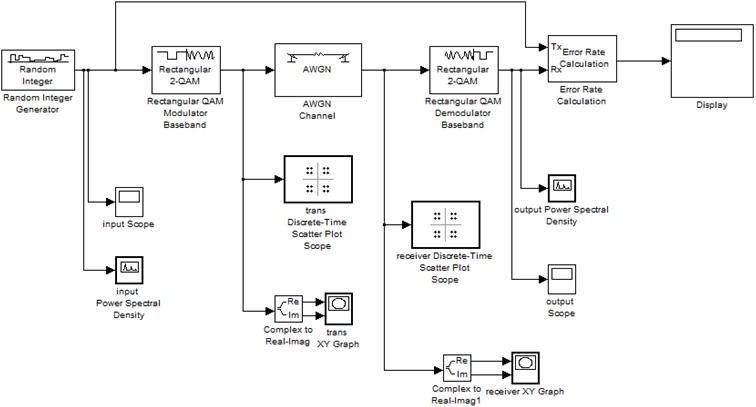 Random
Integer
Random Integer
Generator
Rectangular
2-QAM
Rectangular QAM
Modulator
Baseband
AWGN
AWGN
Channel
Rectangular
2-QAM
Rectangular QAM
Demodulator
Baseband
Tx
Rx
Error Rate
Calculation
Error Rate
Calculation
Display
input Scope
input
Power Spectral
Density
trans
Discrete-Time
Scatter Plot
Scope
receiver Discrete-Time
Scatter Plot
Scope
output Power Spectral
Density
output
Scope
Re
Im
Complex to
Real-Imag
trans
XY Graph
Re
Im
Complex to
Real-Imag1
receiver XY Graph